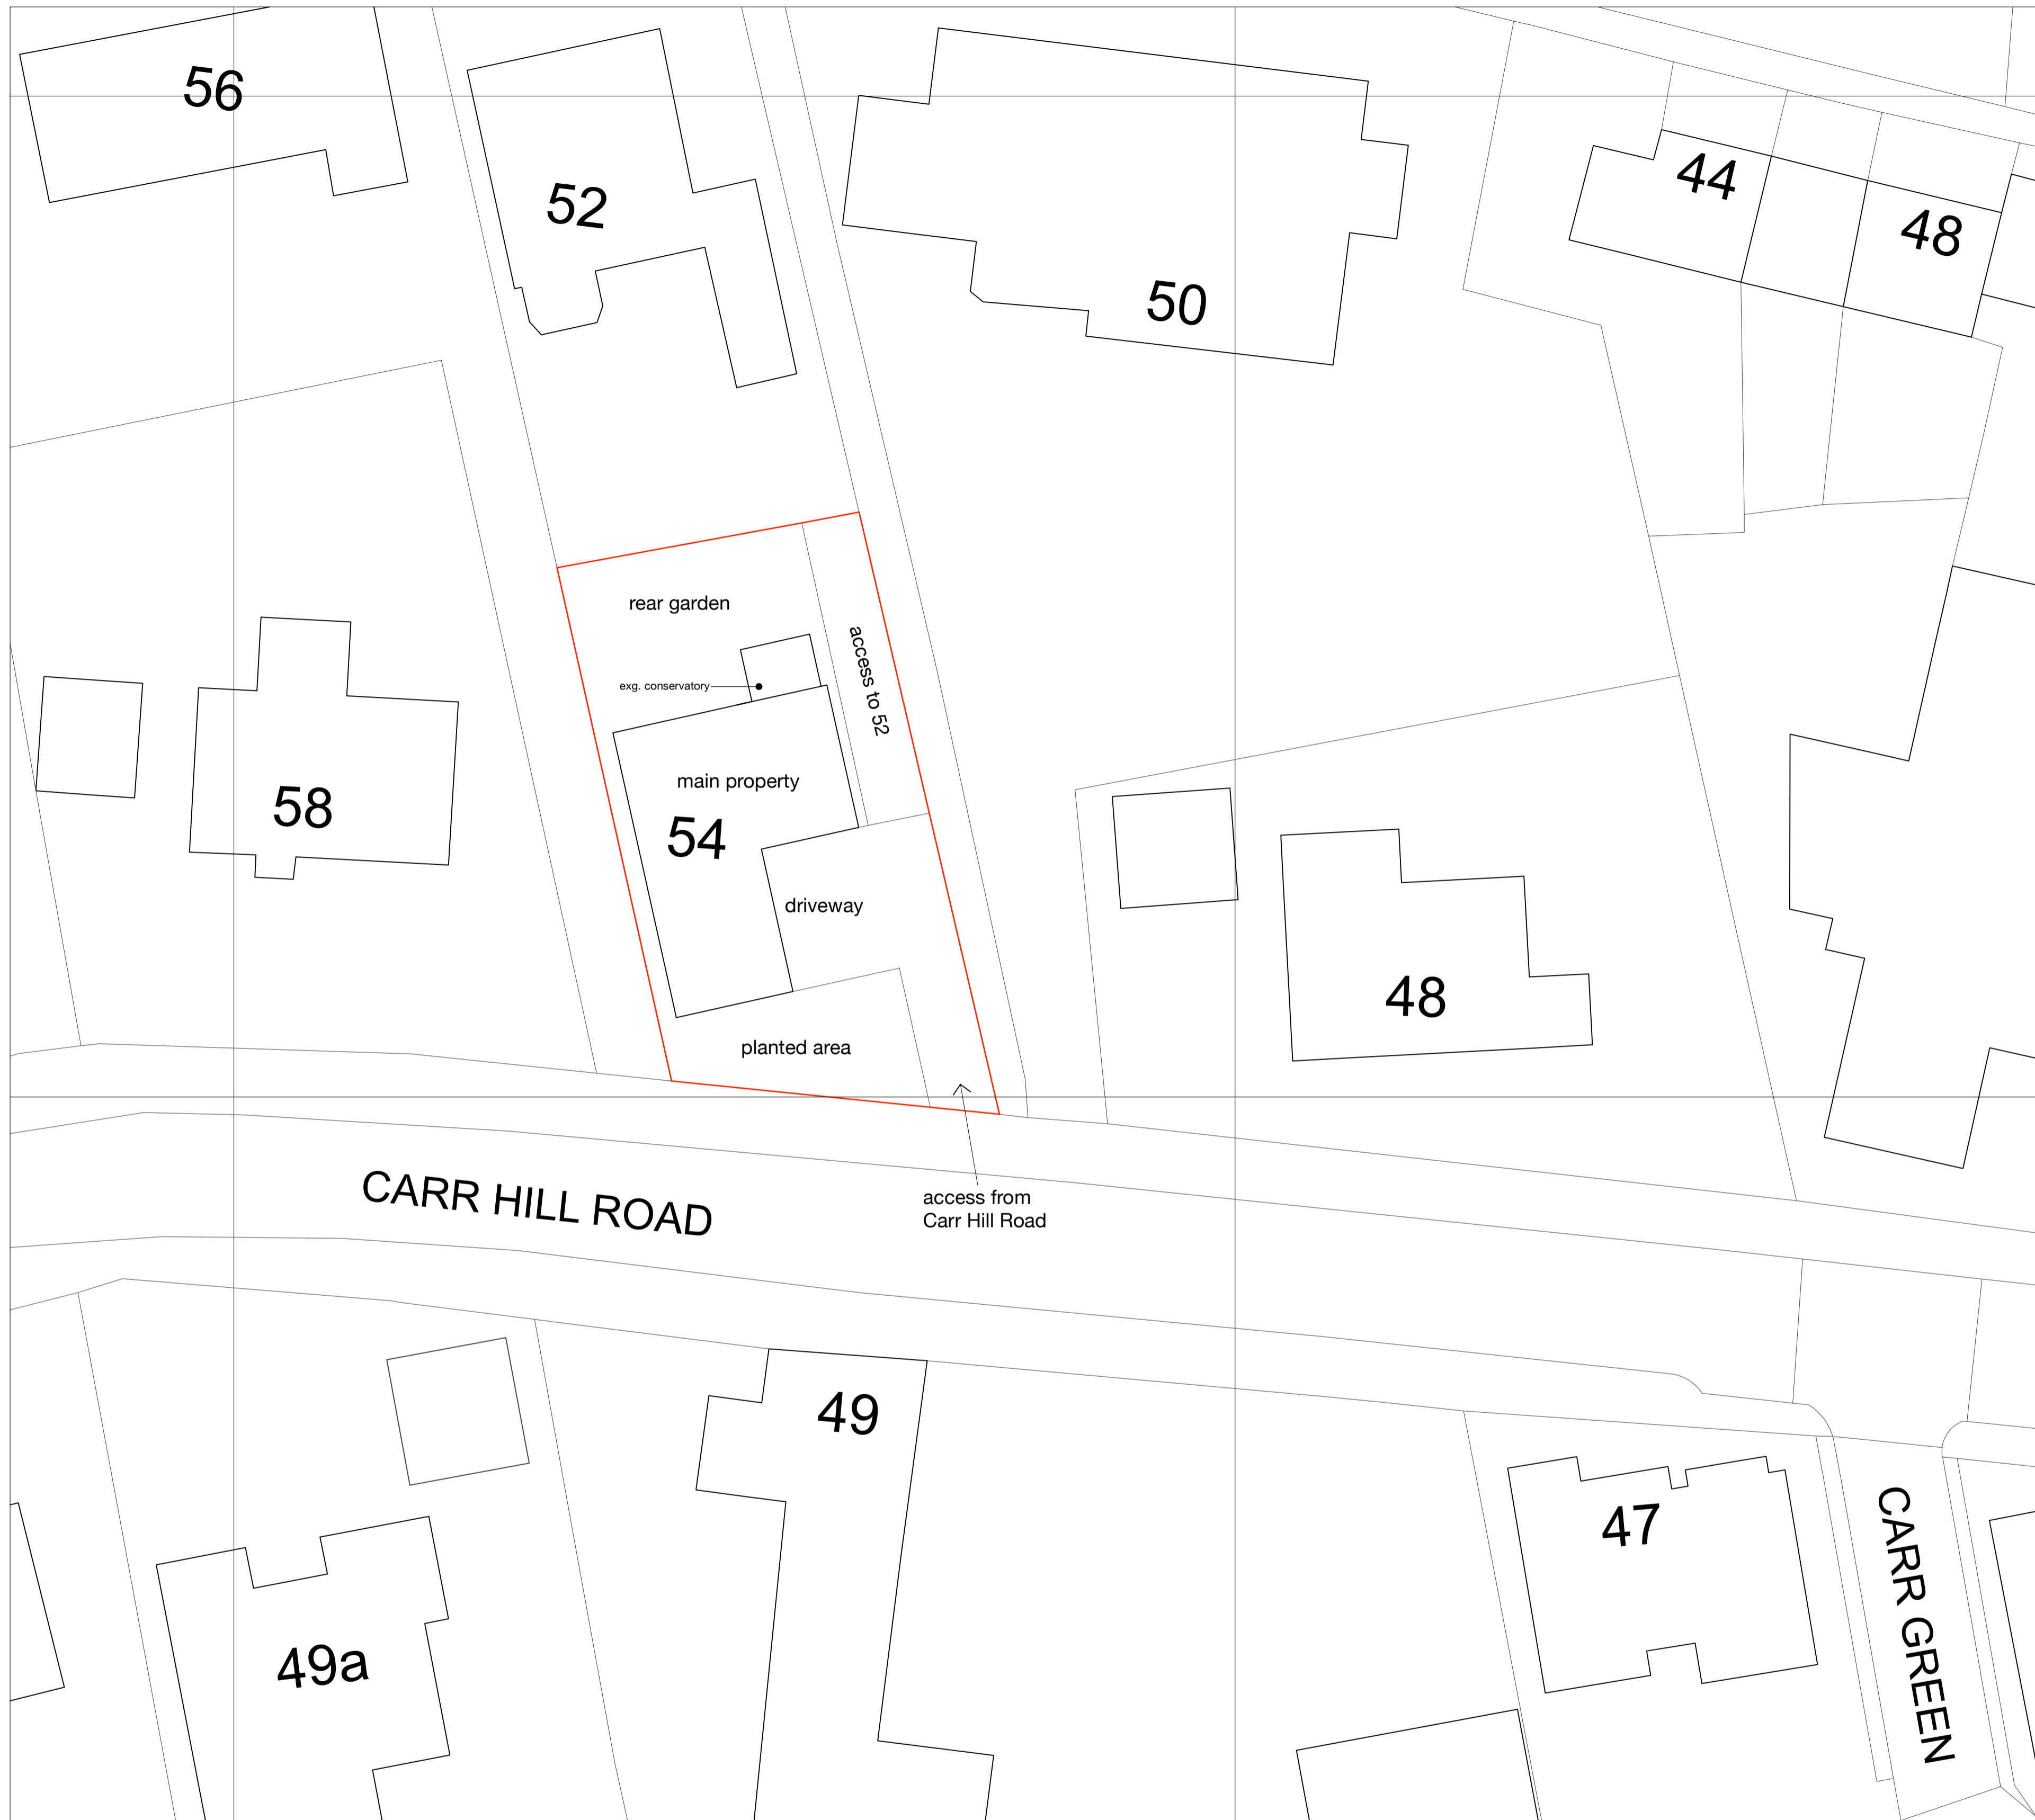 56
52
50
44
48
rear garden
exg. conservatory
access to 52
main property
54
58
driveway
48
planted area
CARR HILL ROAD
access from
Carr Hill Road
49
47
CARR GREEN
49a